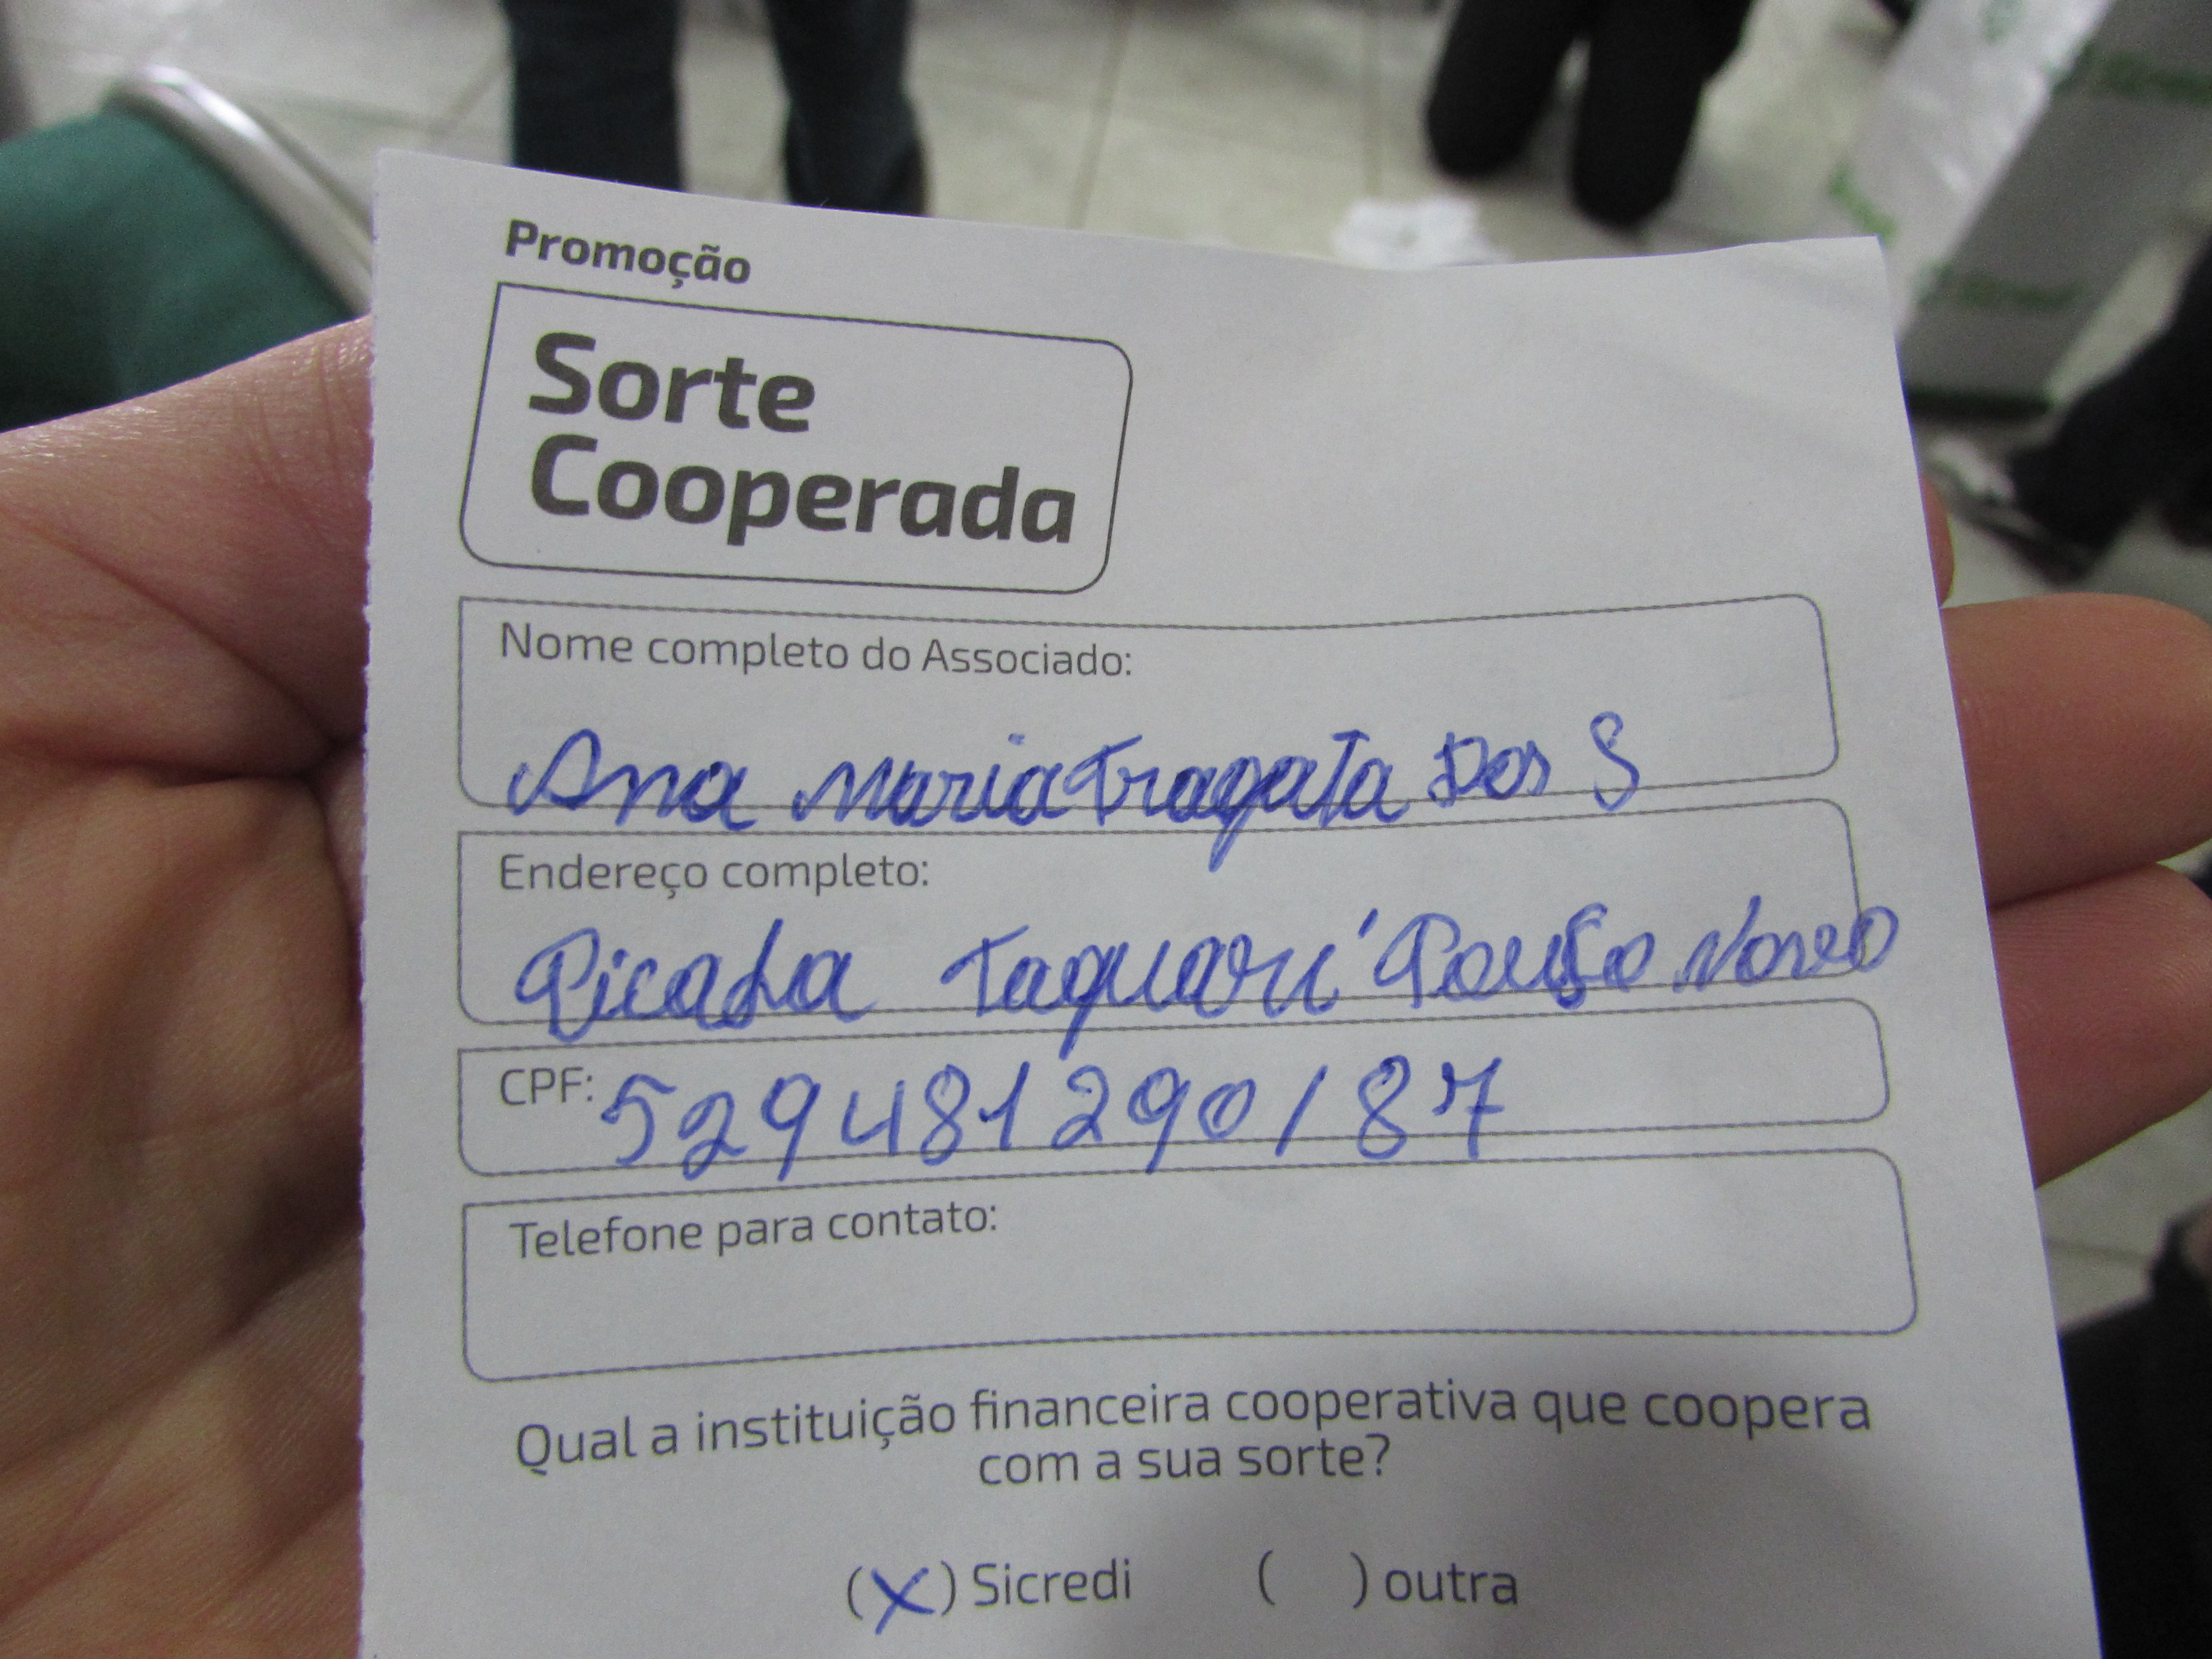 Promoção
Sorte
Cooperada
Nome completo do Associado:
Ana Maria Fragata Dos S
Endereço completo:
Picada Taquari Pouso Novo
CPF: 529481290/87
Telefone para contato:
Qual a instituição financeira cooperativa que coopera
com a sua sorte?
(X) Sicredi ( ) outra